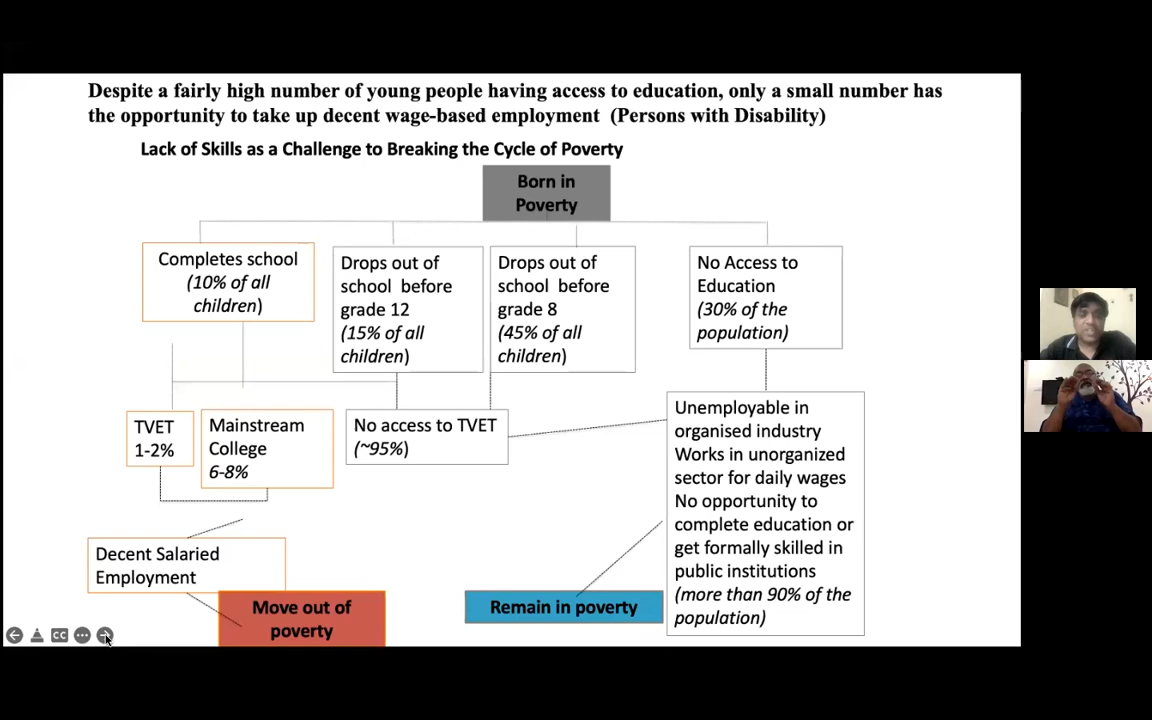 Despite a fairly high number of young people having access to education, only a small number has
the opportunity to take up decent wage-based employment (Persons with Disability)
Lack of Skills as a Challenge to Breaking the Cycle of Poverty
Born in
Poverty
Completes school
(10% of all
children)
Drops out of
school before
grade 12
(15% of all
children)
Drops out of
school before
grade 8
(45% of all
children)
No Access to
Education
(30% of the
population)
TVET
1-2%
Mainstream
College
6-8%
No access to TVET
(~95%)
Unemployable in
organised industry
Works in unorganized
sector for daily wages
No opportunity to
complete education or
get formally skilled in
public institutions
(more than 90% of the
population)
Decent Salaried
Employment
Move out of
poverty
Remain in poverty
CC